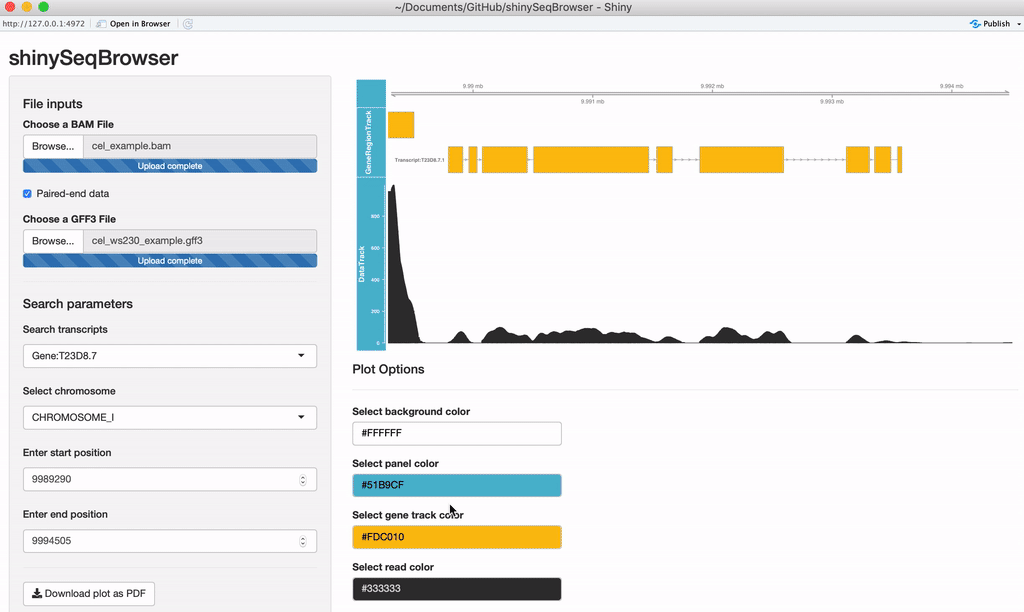 ~/Documents/GitHub/shinySeqBrowser - Shiny
http://127.0.0.1:4972
Open in Browser
Publish
shinySeqBrowser
File inputs
Choose a BAM File
Browse... cel_example.bam
Upload complete
Paired-end data
Choose a GFF3 File
Browse... cel_ws230_example.gff3
Upload complete
Search parameters
Search transcripts
Gene:T23D8.7
Select chromosome
CHROMOSOME_I
Enter start position
9989290
Enter end position
9994505
Download plot as PDF
9.99 mb
9.991 mb
9.992 mb
9.993 mb
9.994 mb
GeneRegionTrack
Transcript:T23D8.7.1
DataTrack
800
600
400
200
0
Plot Options
Select background color
#FFFFFF
Select panel color
#51B9CF
Select gene track color
#FDC010
Select read color
#333333